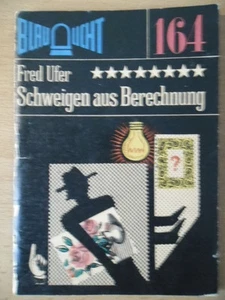 BLAULICHT 164
Fred Ufer ★★★★★★★★
Schweigen aus Berechnung
?